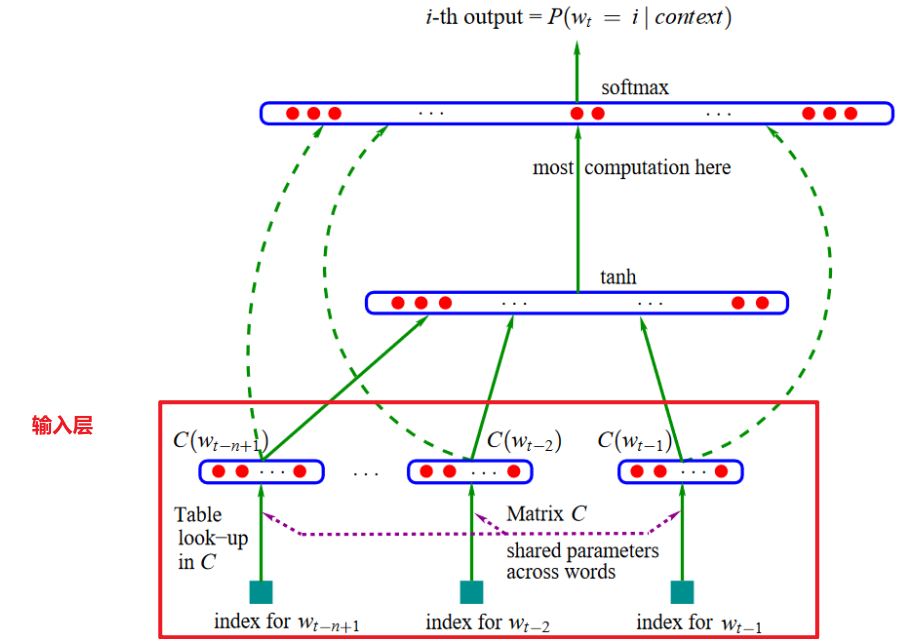 i-th output = P(w_t = i | context)
softmax
· · ·
· · ·
most computation here
tanh
· · ·
· · ·
输入层
C(w_{t−n+1})
C(w_{t−2})
C(w_{t−1})
· · ·
· · ·
· · ·
· · ·
Table
look−up
in C
Matrix C
shared parameters
across words
index for w_{t−n+1}
index for w_{t−2}
index for w_{t−1}